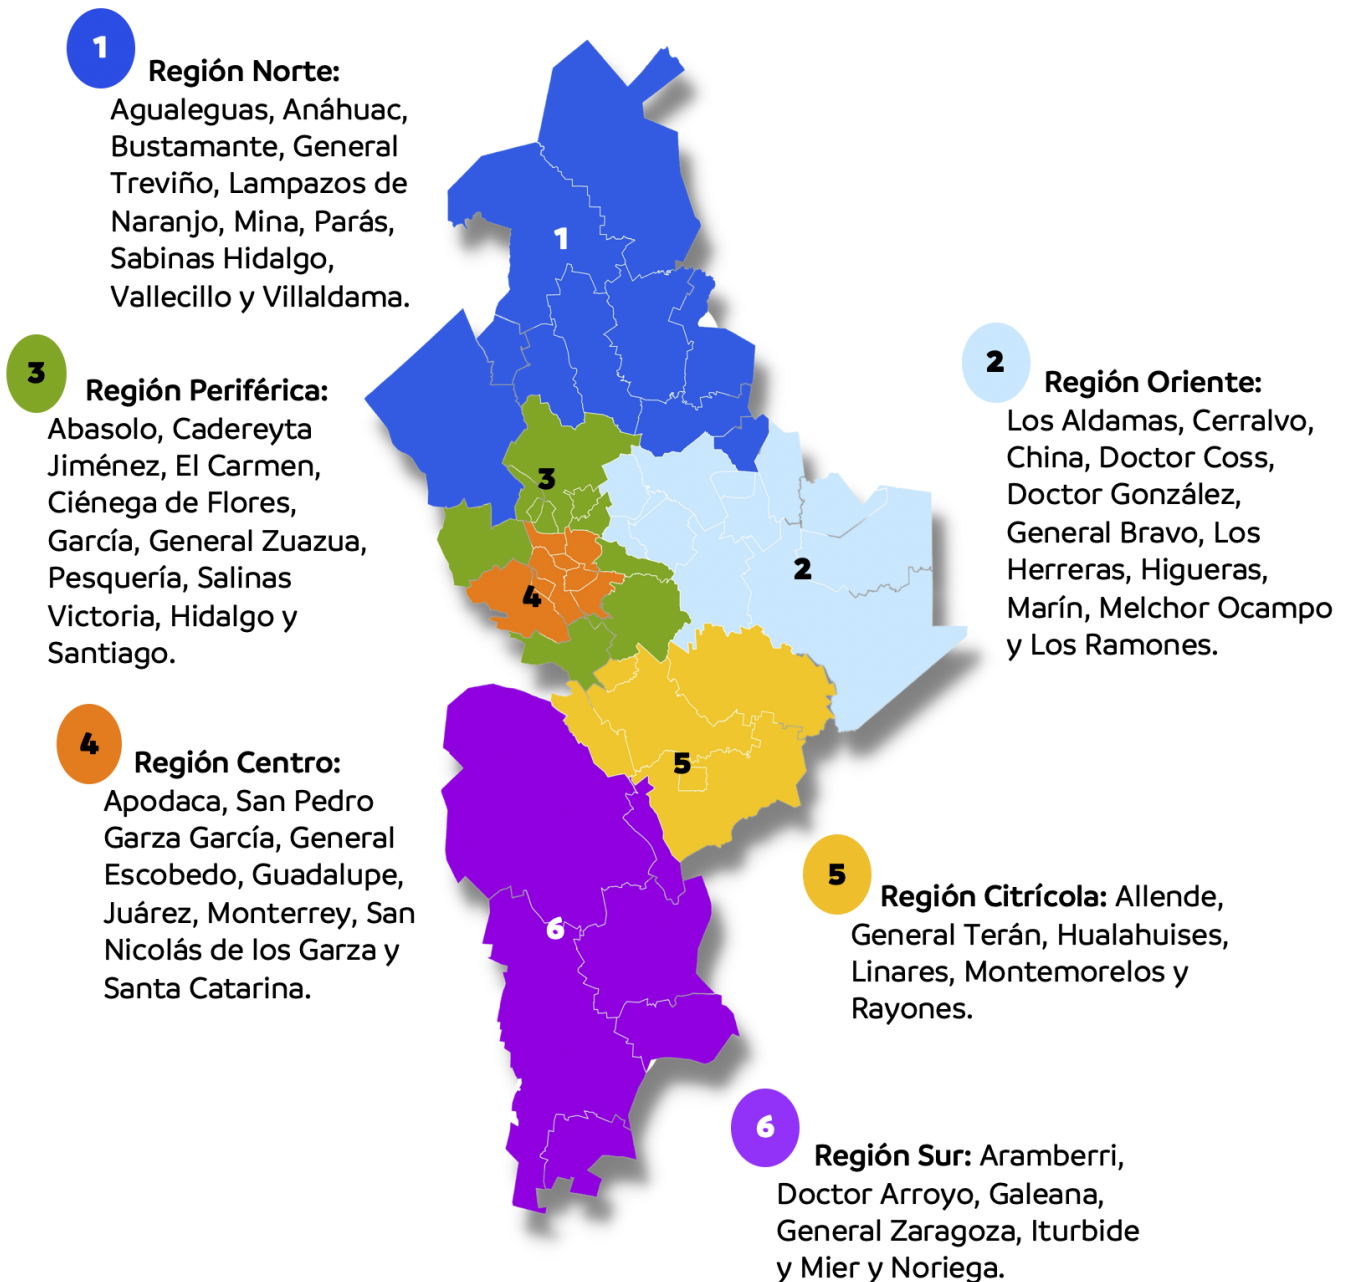 1
Región Norte:
Agualeguas, Anáhuac,
Bustamante, General
Treviño, Lampazos de
Naranjo, Mina, Parás,
Sabinas Hidalgo,
Vallecillo y Villaldama.
3
Región Periférica:
Abasolo, Cadereyta
Jiménez, El Carmen,
Ciénega de Flores,
García, General Zuazua,
Pesquería, Salinas
Victoria, Hidalgo y
Santiago.
4
Región Centro:
Apodaca, San Pedro
Garza García, General
Escobedo, Guadalupe,
Juárez, Monterrey, San
Nicolás de los Garza y
Santa Catarina.
1
3
2
4
5
6
2
Región Oriente:
Los Aldamas, Cerralvo,
China, Doctor Coss,
Doctor González,
General Bravo, Los
Herreras, Higueras,
Marín, Melchor Ocampo
y Los Ramones.
5
Región Citrícola: Allende,
General Terán, Hualahuises,
Linares, Montemorelos y
Rayones.
6
Región Sur: Aramberri,
Doctor Arroyo, Galeana,
General Zaragoza, Iturbide
y Mier y Noriega.